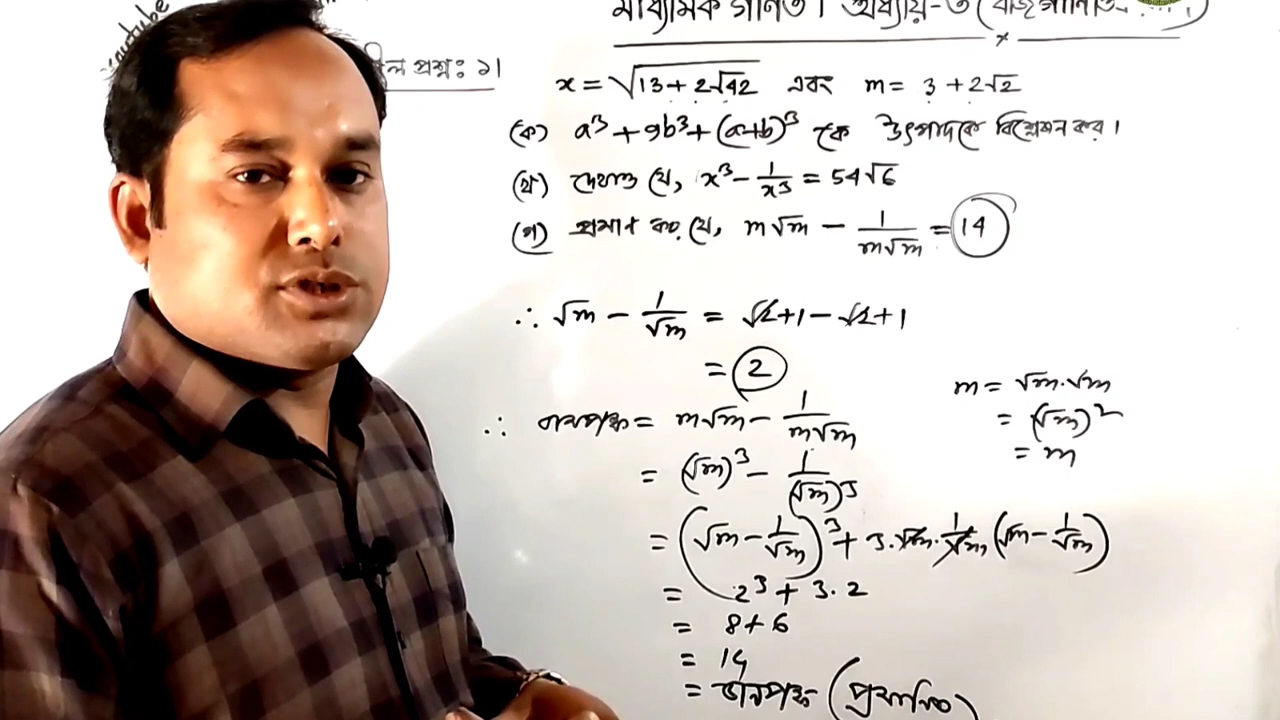 মাধ্যমিক গণিত। অধ্যায়-৩ (বীজগাণিতি
প্রশ্নঃ ১।
x = √(13 + 2√42) এবং m = 3 + 2√2
(ক) a³ + 9b³ + (a+b)³ কে উৎপাদকে বিশ্লেষন কর।
(খ) দেখাও যে, x³ - 1/x³ = 54√6
(গ) প্রমাণ কর যে, m√m - 1/(m√m) = 14
∴ √m - 1/√m = √2 + 1 - √2 + 1
= 2
∴ বামপক্ষ = m√m - 1/(m√m)
= (√m)³ - 1/(√m)³
= (√m - 1/√m)³ + 3.√m.1/√m (√m - 1/√m)
= 2³ + 3.2
= 8 + 6
= 14
= ডানপক্ষ (প্রমাণিত)
m = √m.√m
= (√m)²
= m